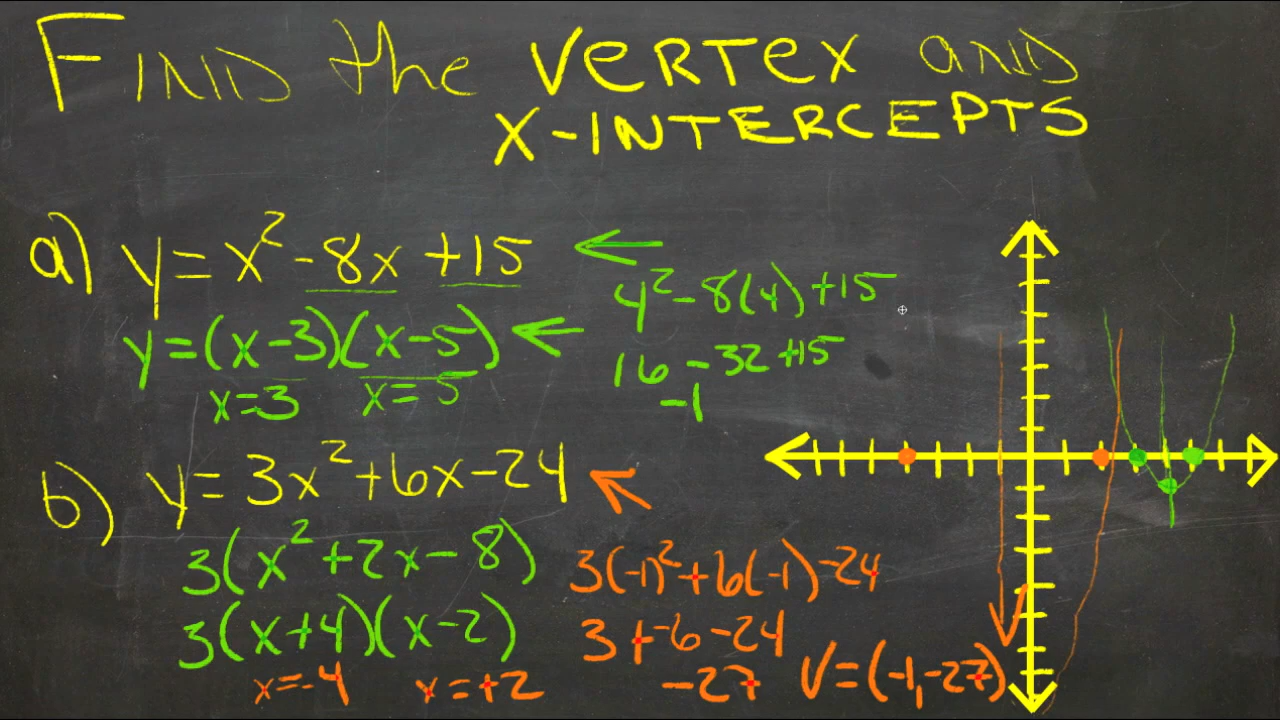 Find the VERTEX and
X-INTERCEPTS
a) y = x² - 8x + 15
4² - 8(4) + 15
y = (x - 3)(x - 5)
16 - 32 + 15
x = 3 x = 5
-1
b) y = 3x² + 6x - 24
3(x² + 2x - 8)
3(-1)² + 6(-1) - 24
3(x + 4)(x - 2)
3 + -6 - 24
x = -4 x = +2
-27 V = (-1, -27)